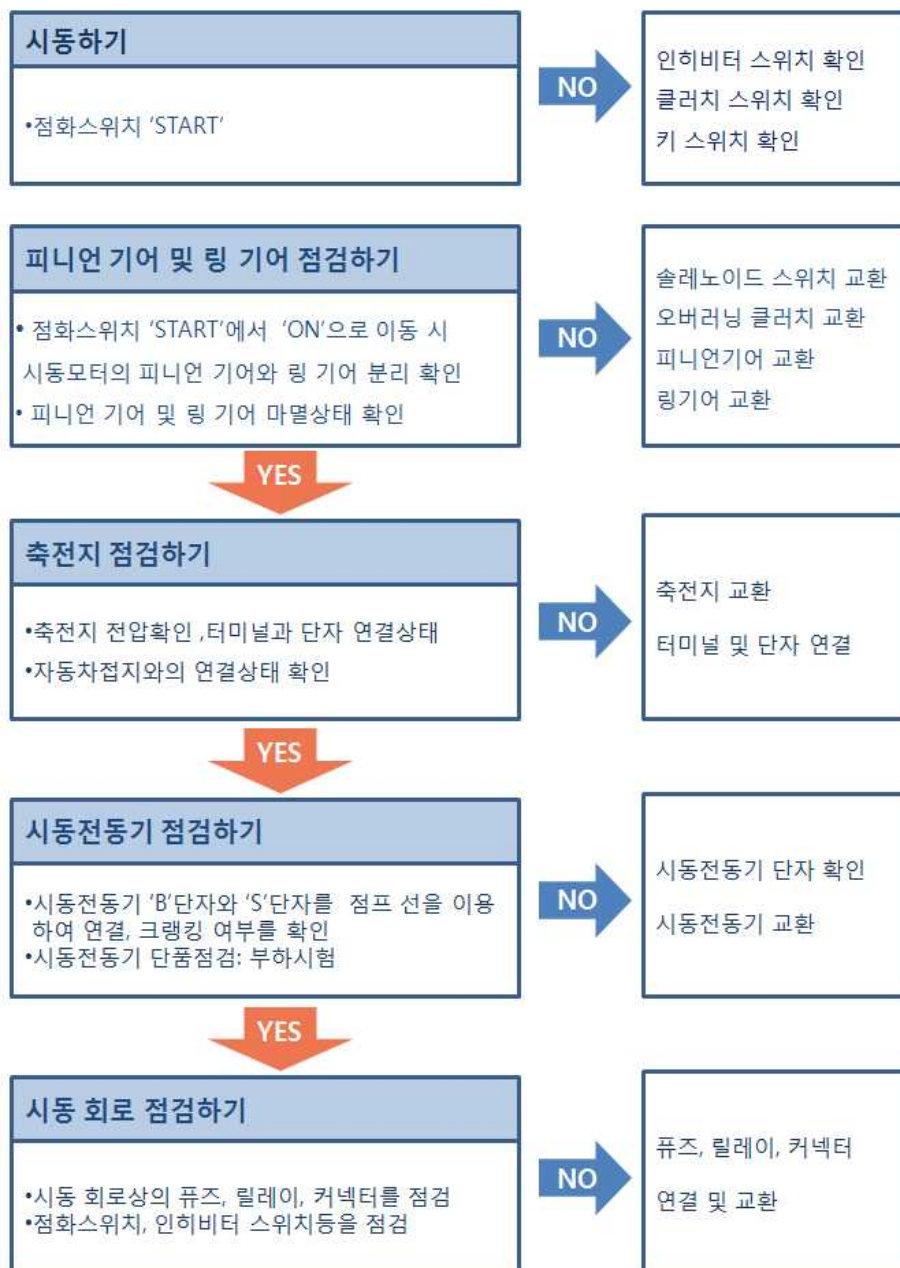 시동하기
•점화스위치 ‘START’
NO
인히비터 스위치 확인
클러치 스위치 확인
키 스위치 확인
피니언 기어 및 링 기어 점검하기
• 점화스위치 ‘START’에서 ‘ON’으로 이동 시
시동모터의 피니언 기어와 링 기어 분리 확인
• 피니언 기어 및 링 기어 마멸상태 확인
NO
솔레노이드 스위치 교환
오버러닝 클러치 교환
피니언기어 교환
링기어 교환
YES
축전지 점검하기
•축전지 전압확인 ,터미널과 단자 연결상태
•자동차접지와의 연결상태 확인
NO
축전지 교환
터미널 및 단자 연결
YES
시동전동기 점검하기
•시동전동기 ‘B’단자와 ‘S’단자를 점프 선을 이용
하여 연결, 크랭킹 여부를 확인
•시동전동기 단품점검: 부하시험
NO
시동전동기 단자 확인
시동전동기 교환
YES
시동 회로 점검하기
•시동 회로상의 퓨즈, 릴레이, 커넥터를 점검
•점화스위치, 인히비터 스위치등을 점검
NO
퓨즈, 릴레이, 커넥터
연결 및 교환